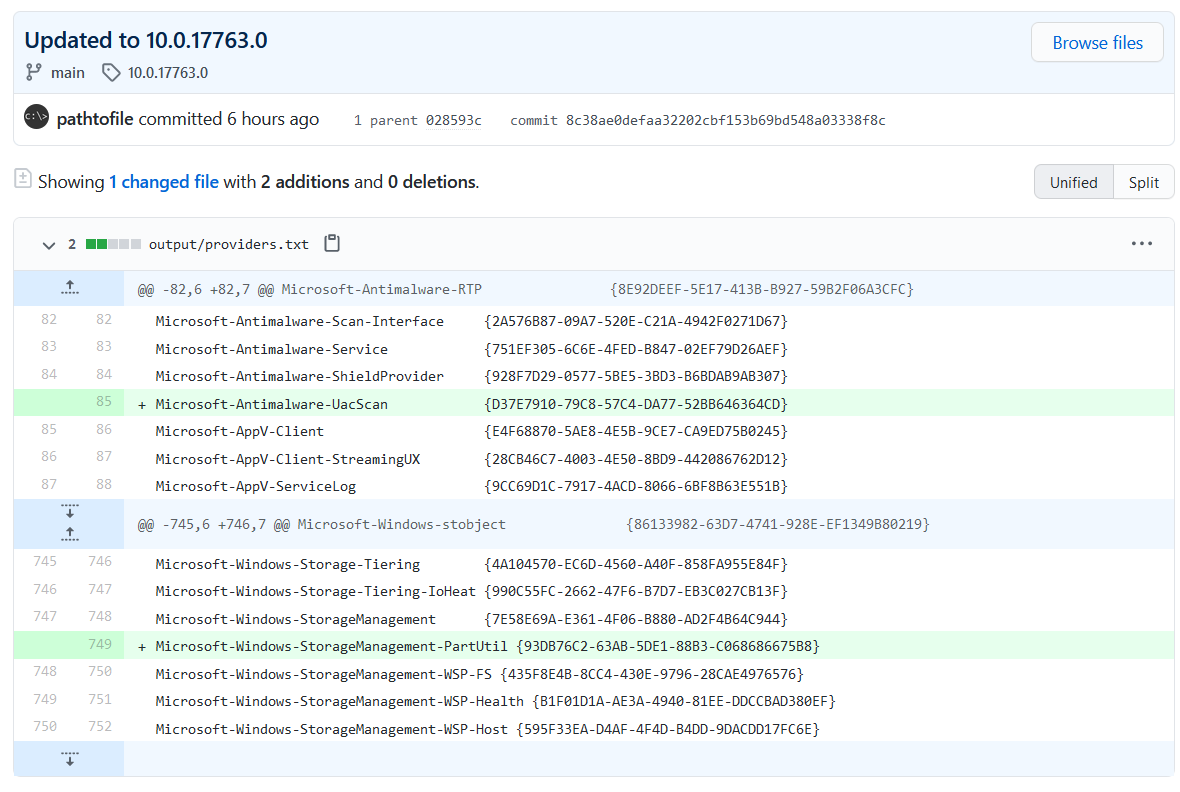 Updated to 10.0.17763.0
Browse files
main 10.0.17763.0
C:\> pathtofile committed 6 hours ago 1 parent 028593c commit 8c38ae0defaa32202cbf153b69bd548a03338f8c
Showing 1 changed file with 2 additions and 0 deletions.
Unified Split
2 output/providers.txt
@@ -82,6 +82,7 @@ Microsoft-Antimalware-RTP {8E92DEEF-5E17-413B-B927-59B2F06A3CFC}
82 82 Microsoft-Antimalware-Scan-Interface {2A576B87-09A7-520E-C21A-4942F0271D67}
83 83 Microsoft-Antimalware-Service {751EF305-6C6E-4FED-B847-02EF79D26AEF}
84 84 Microsoft-Antimalware-ShieldProvider {928F7D29-0577-5BE5-3BD3-B6BDAB9AB307}
85 + Microsoft-Antimalware-UacScan {D37E7910-79C8-57C4-DA77-52BB646364CD}
85 86 Microsoft-AppV-Client {E4F68870-5AE8-4E5B-9CE7-CA9ED75B0245}
86 87 Microsoft-AppV-Client-StreamingUX {28CB46C7-4003-4E50-8BD9-442086762D12}
87 88 Microsoft-AppV-ServiceLog {9CC69D1C-7917-4ACD-8066-6BF8B63E551B}
@@ -745,6 +746,7 @@ Microsoft-Windows-stobject {86133982-63D7-4741-928E-EF1349B80219}
745 746 Microsoft-Windows-Storage-Tiering {4A104570-EC6D-4560-A40F-858FA955E84F}
746 747 Microsoft-Windows-Storage-Tiering-IoHeat {990C55FC-2662-47F6-B7D7-EB3C027CB13F}
747 748 Microsoft-Windows-StorageManagement {7E58E69A-E361-4F06-B880-AD2F4B64C944}
749 + Microsoft-Windows-StorageManagement-PartUtil {93DB76C2-63AB-5DE1-88B3-C068686675B8}
748 750 Microsoft-Windows-StorageManagement-WSP-FS {435F8E4B-8CC4-430E-9796-28CAE4976576}
749 751 Microsoft-Windows-StorageManagement-WSP-Health {B1F01D1A-AE3A-4940-81EE-DDCCBAD380EF}
750 752 Microsoft-Windows-StorageManagement-WSP-Host {595F33EA-D4AF-4F4D-B4DD-9DACDD17FC6E}